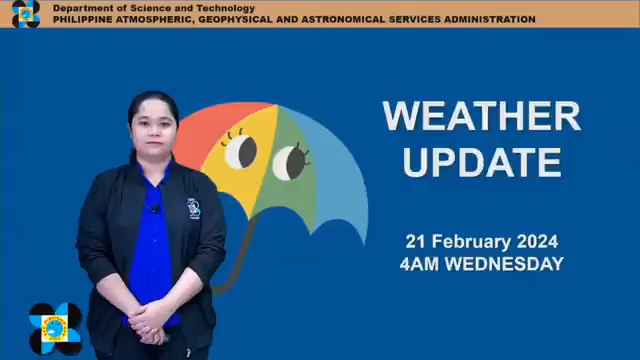 Department of Science and Technology
PHILIPPINE ATMOSPHERIC, GEOPHYSICAL AND ASTRONOMICAL SERVICES ADMINISTRATION
WEATHER
UPDATE
21 February 2024
4AM WEDNESDAY